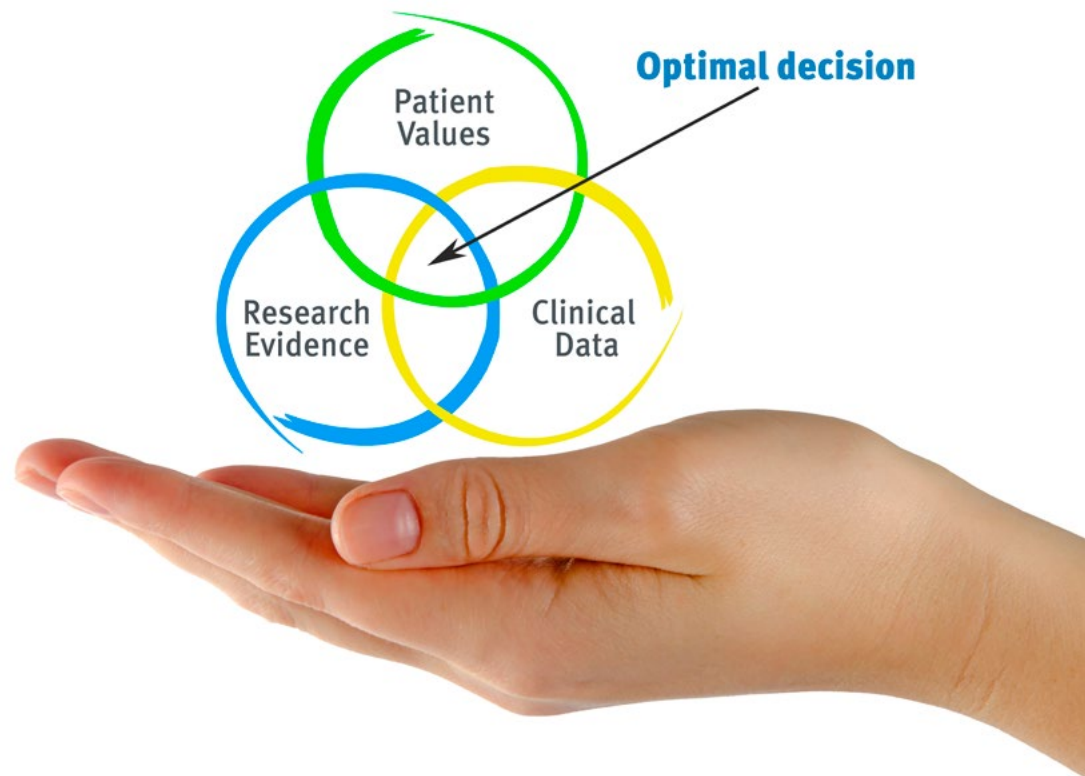 Optimal decision
Patient
Values
Research
Evidence
Clinical
Data